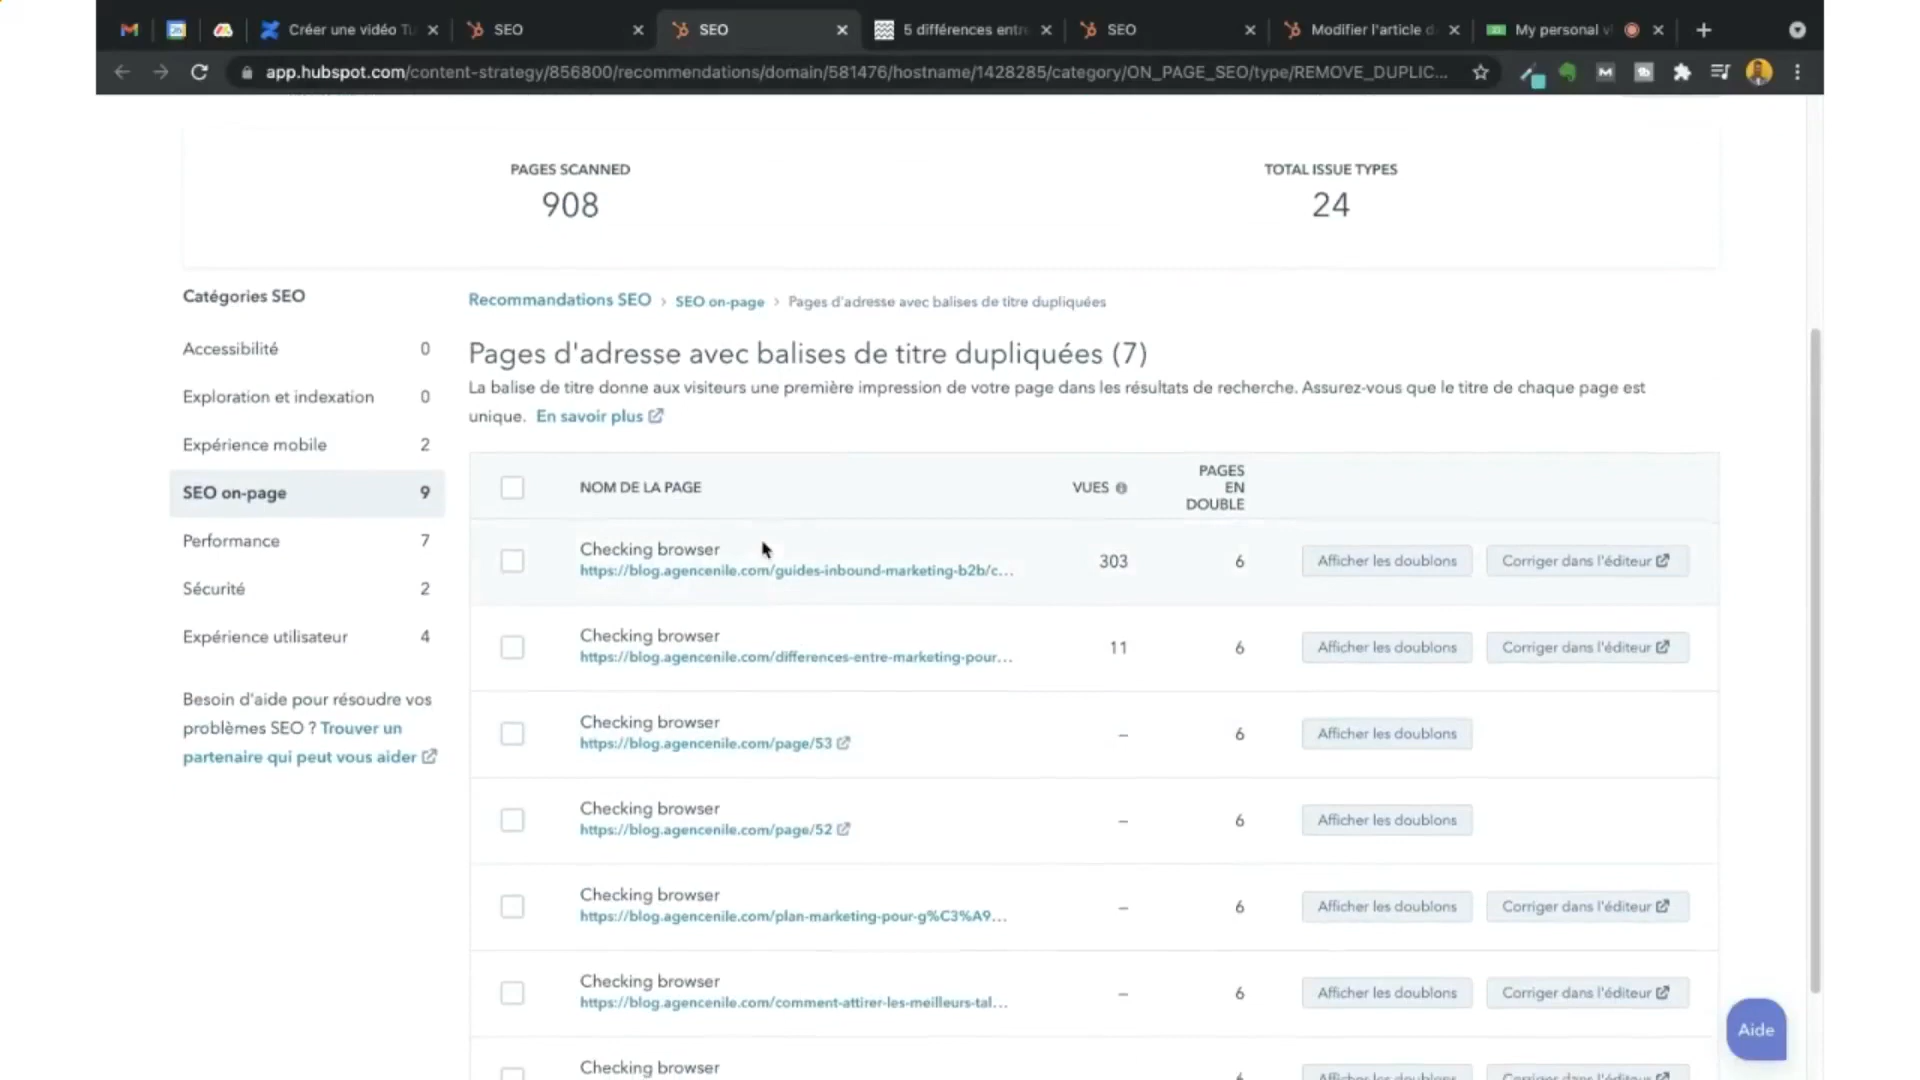 Créer une vidéo Tu
SEO
SEO
5 différences entr
SEO
Modifier l'article d
My personal vi
app.hubspot.com/content-strategy/856800/recommendations/domain/581476/hostname/1428285/category/ON_PAGE_SEO/type/REMOVE_DUPLIC...
PAGES SCANNED
908
TOTAL ISSUE TYPES
24
Catégories SEO
Accessibilité 0
Exploration et indexation 0
Expérience mobile 2
SEO on-page 9
Performance 7
Sécurité 2
Expérience utilisateur 4
Besoin d'aide pour résoudre vos
problèmes SEO ? Trouver un
partenaire qui peut vous aider
Recommandations SEO > SEO on-page > Pages d'adresse avec balises de titre dupliquées
Pages d'adresse avec balises de titre dupliquées (7)
La balise de titre donne aux visiteurs une première impression de votre page dans les résultats de recherche. Assurez-vous que le titre de chaque page est
unique. En savoir plus
NOM DE LA PAGE
VUES
PAGES
EN
DOUBLE
Checking browser
https://blog.agencenile.com/guides-inbound-marketing-b2b/c...
303 6 Afficher les doublons Corriger dans l'éditeur
Checking browser
https://blog.agencenile.com/differences-entre-marketing-pour...
11 6 Afficher les doublons Corriger dans l'éditeur
Checking browser
https://blog.agencenile.com/page/53
– 6 Afficher les doublons
Checking browser
https://blog.agencenile.com/page/52
– 6 Afficher les doublons
Checking browser
https://blog.agencenile.com/plan-marketing-pour-g%C3%A9...
– 6 Afficher les doublons Corriger dans l'éditeur
Checking browser
https://blog.agencenile.com/comment-attirer-les-meilleurs-tal...
– 6 Afficher les doublons Corriger dans l'éditeur
Checking browser
6 Afficher les doublons Corriger dans l'éditeur
Aide